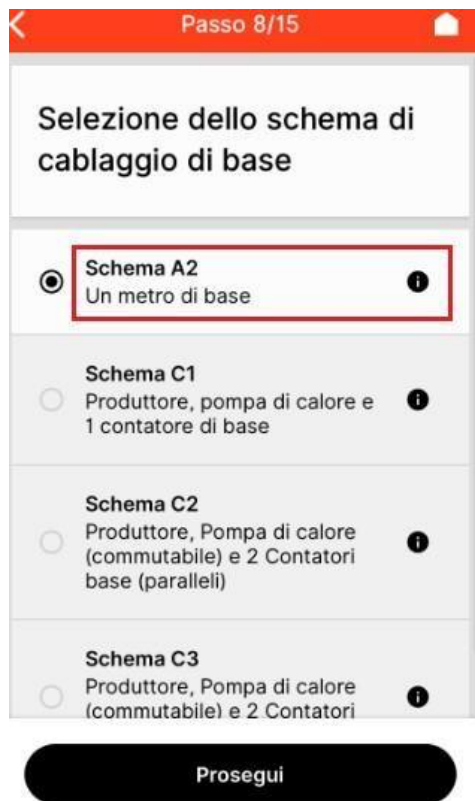 Passo 8/15
Selezione dello schema di
cablaggio di base
Schema A2
Un metro di base
Schema C1
Produttore, pompa di calore e
1 contatore di base
Schema C2
Produttore, Pompa di calore
(commutabile) e 2 Contatori
base (paralleli)
Schema C3
Produttore, Pompa di calore
(commutabile) e 2 Contatori
Prosegui